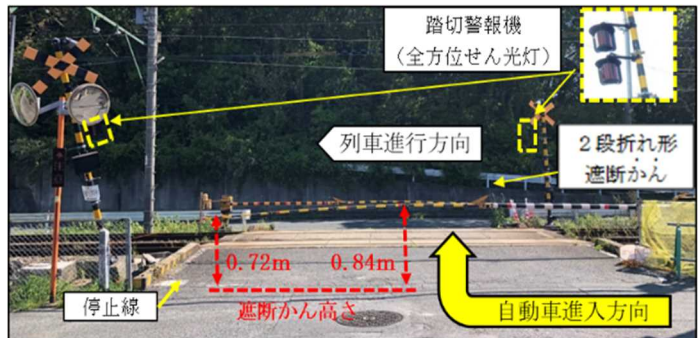 踏切警報機
（全方位せん光灯）
列車進行方向
２段折れ形
遮断かん
0.72m
0.84m
停止線
遮断かん高さ
自動車進入方向